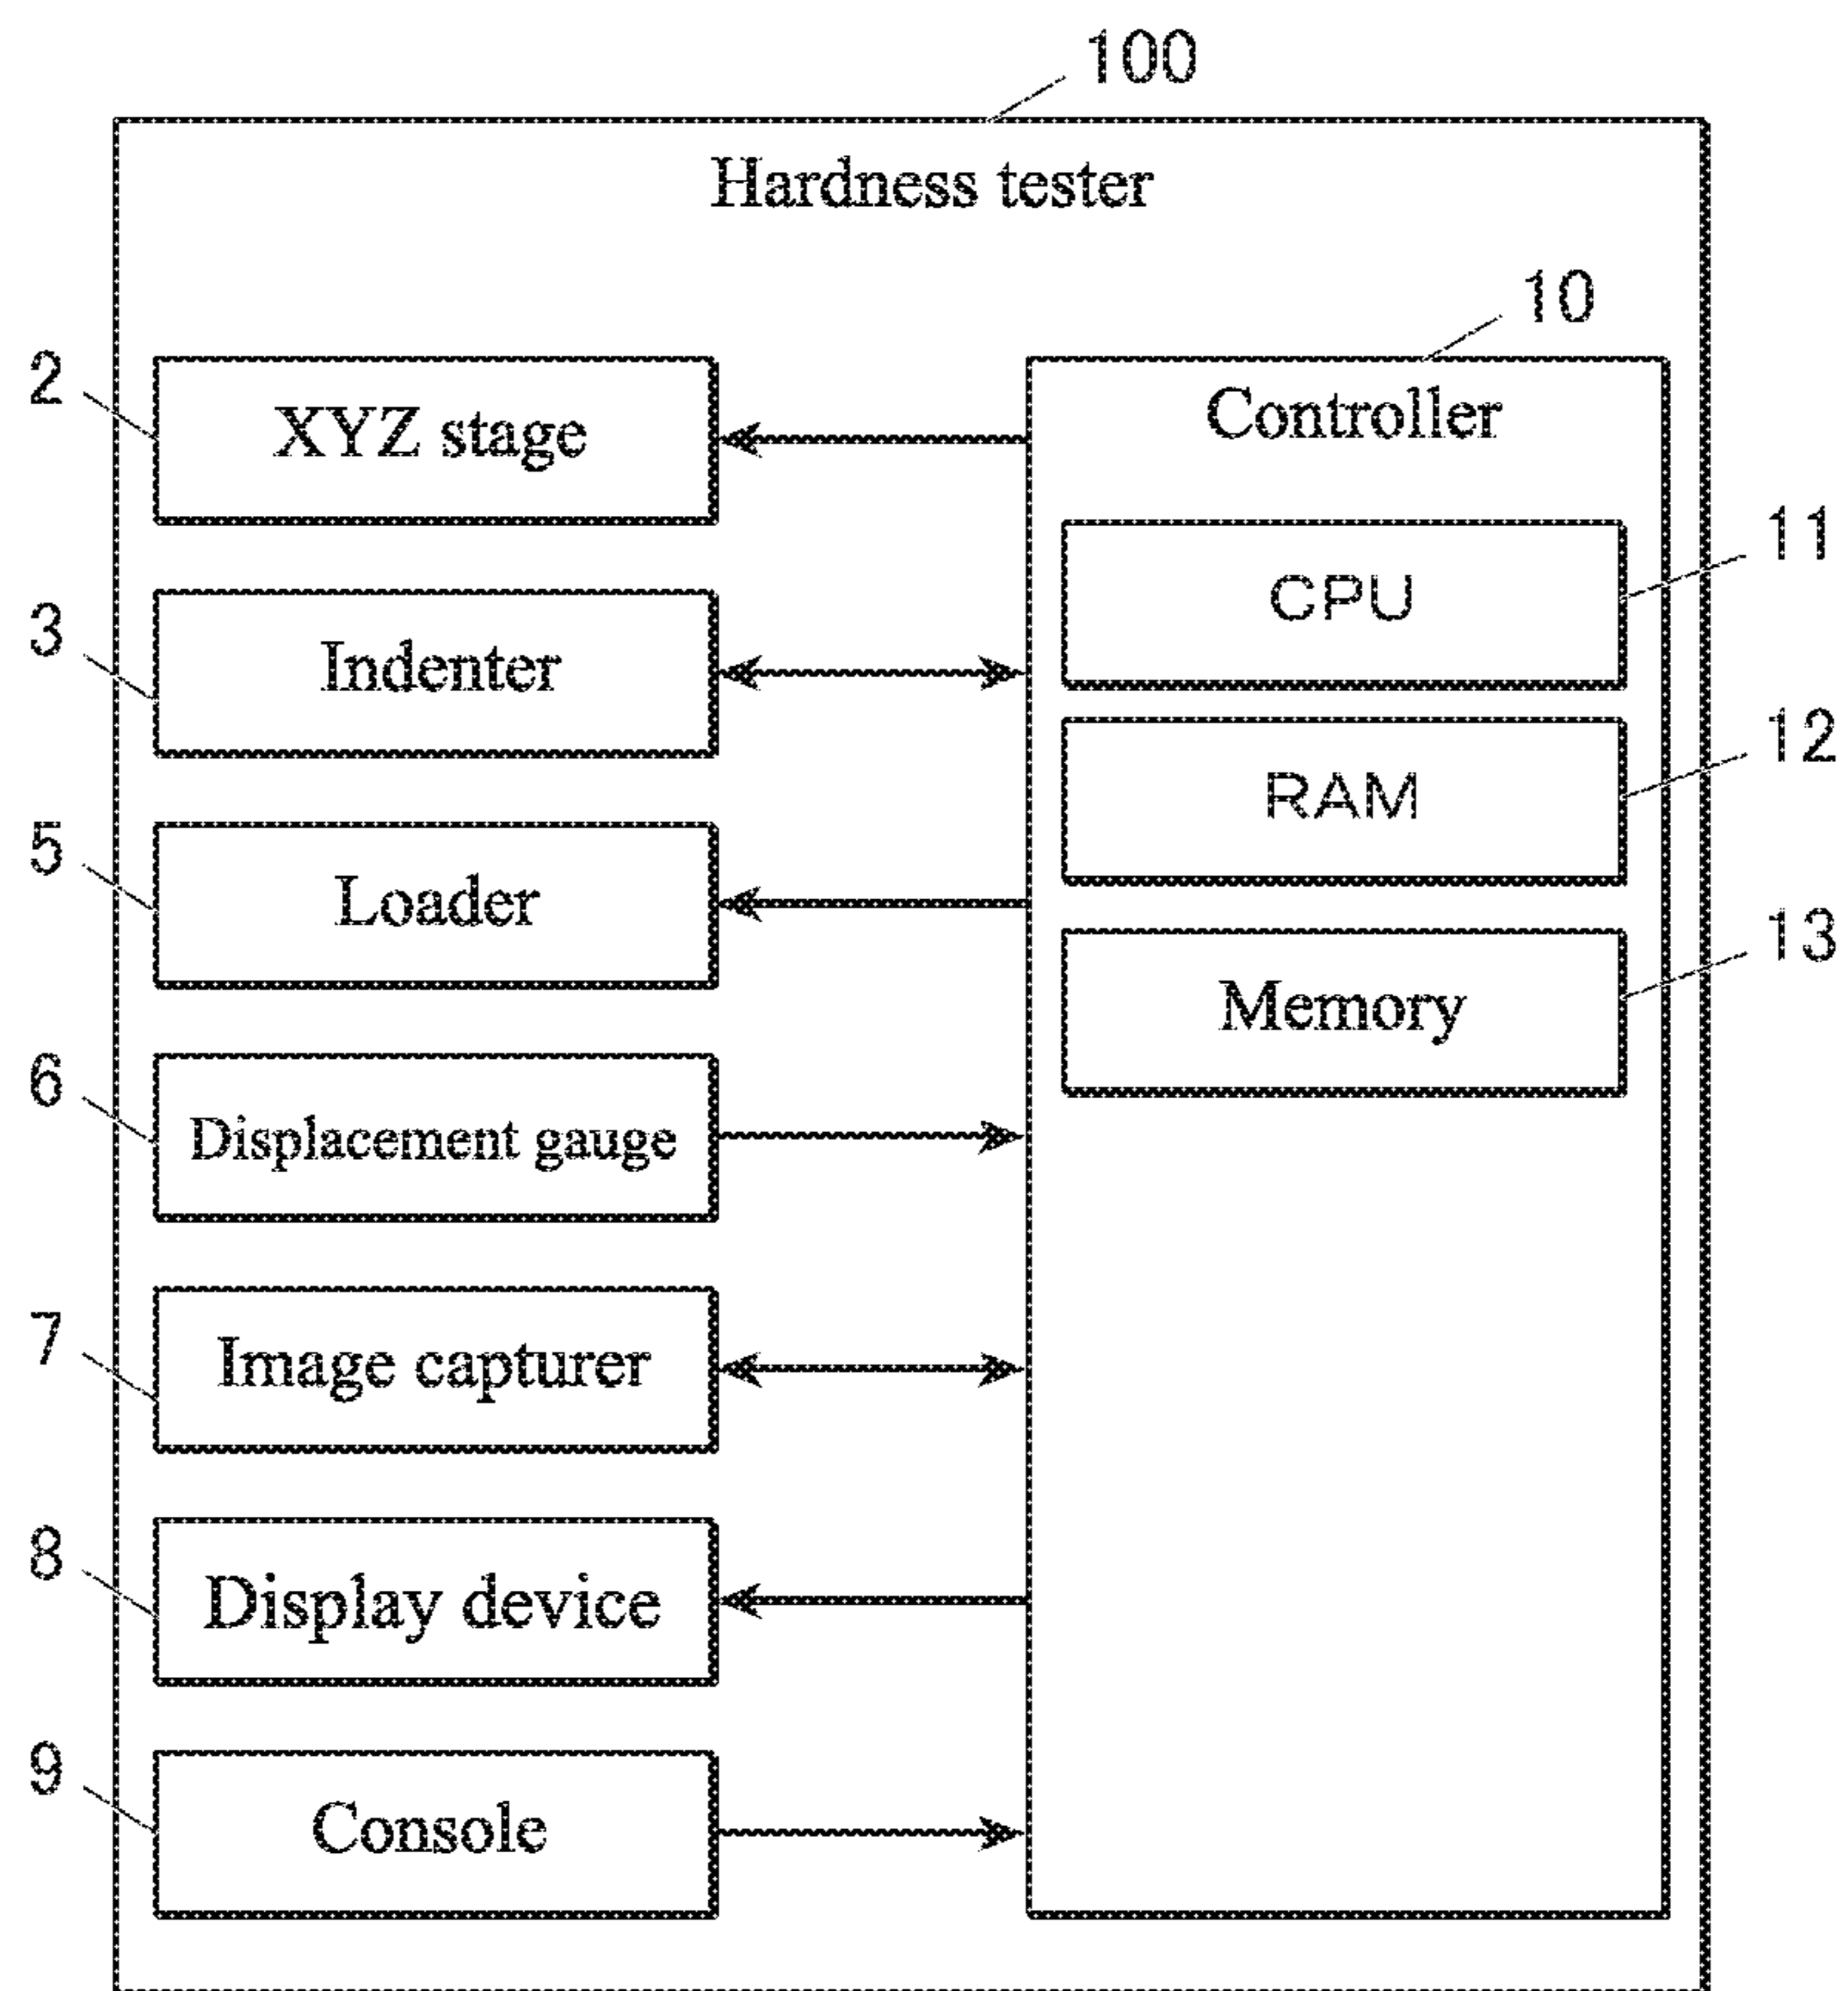 100
Hardness tester
10
2
XYZ stage
Controller
11
CPU
3
Indenter
12
RAM
5
Loader
13
Memory
6
Displacement gauge
7
Image capturer
8
Display device
9
Console